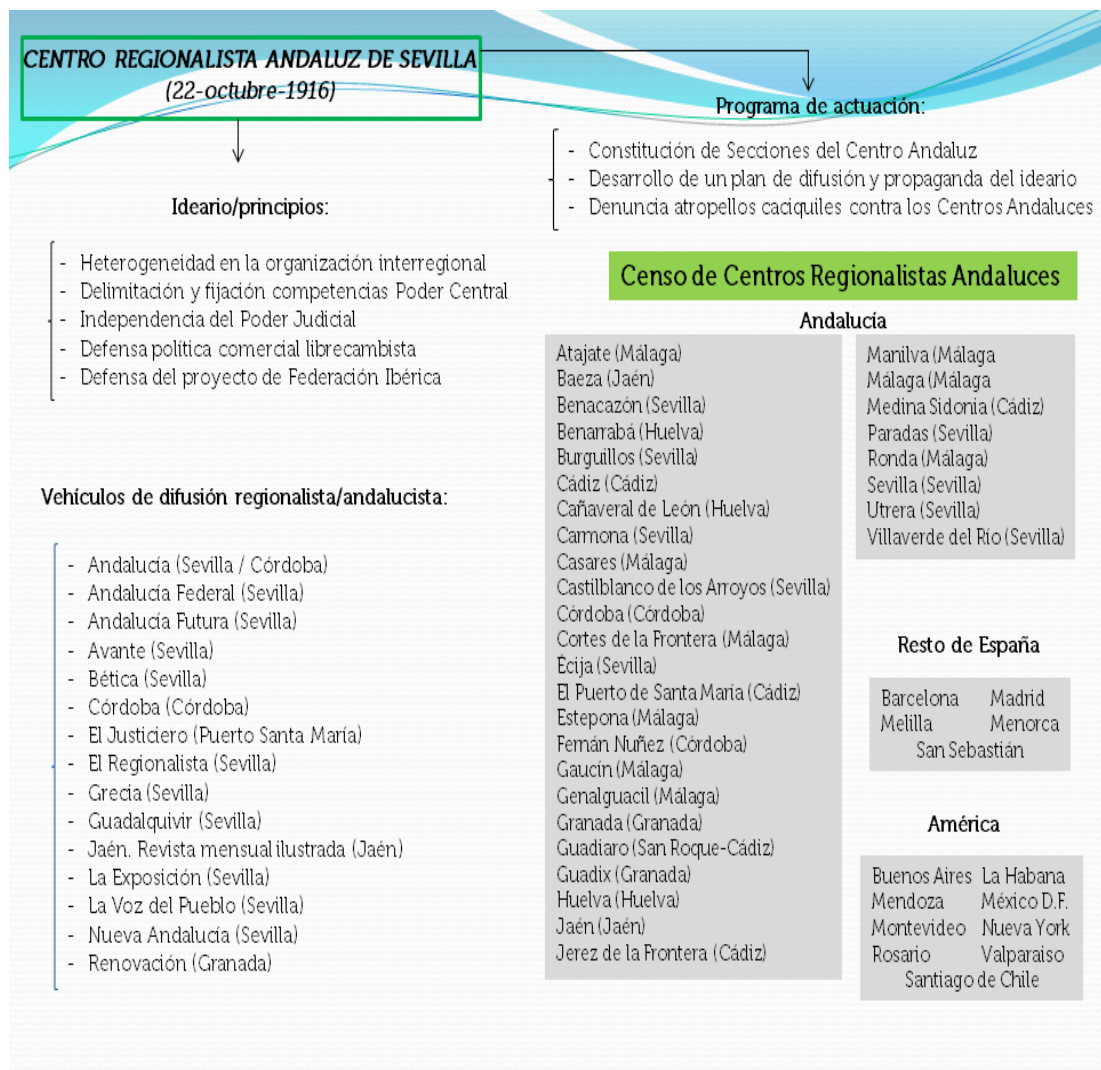 CENTRO REGIONALISTA ANDALUZ DE SEVILLA
(22-octubre-1916)
Ideario/principios:
- Heterogeneidad en la organización interregional
- Delimitación y fijación competencias Poder Central
- Independencia del Poder Judicial
- Defensa política comercial librecambista
- Defensa del proyecto de Federación Ibérica
Vehículos de difusión regionalista/andalucista:
- Andalucía (Sevilla / Córdoba)
- Andalucía Federal (Sevilla)
- Andalucía Futura (Sevilla)
- Avante (Sevilla)
- Bética (Sevilla)
- Córdoba (Córdoba)
- El Justiciero (Puerto Santa María)
- El Regionalista (Sevilla)
- Grecia (Sevilla)
- Guadalquivir (Sevilla)
- Jaén. Revista mensual ilustrada (Jaén)
- La Exposición (Sevilla)
- La Voz del Pueblo (Sevilla)
- Nueva Andalucía (Sevilla)
- Renovación (Granada)
Programa de actuación:
- Constitución de Secciones del Centro Andaluz
- Desarrollo de un plan de difusión y propaganda del ideario
- Denuncia atropellos caciquiles contra los Centros Andaluces
Censo de Centros Regionalistas Andaluces
Andalucía
Atajate (Málaga)
Baeza (Jaén)
Benacazón (Sevilla)
Benarrabá (Huelva)
Burguillos (Sevilla)
Cádiz (Cádiz)
Cañaveral de León (Huelva)
Carmona (Sevilla)
Casares (Málaga)
Castilblanco de los Arroyos (Sevilla)
Córdoba (Córdoba)
Cortes de la Frontera (Málaga)
Écija (Sevilla)
El Puerto de Santa María (Cádiz)
Estepona (Málaga)
Fernán Nuñez (Córdoba)
Gaucín (Málaga)
Genalguacil (Málaga)
Granada (Granada)
Guadiaro (San Roque-Cádiz)
Guadix (Granada)
Huelva (Huelva)
Jaén (Jaén)
Jerez de la Frontera (Cádiz)
Manilva (Málaga
Málaga (Málaga
Medina Sidonia (Cádiz)
Paradas (Sevilla)
Ronda (Málaga)
Sevilla (Sevilla)
Utrera (Sevilla)
Villaverde del Río (Sevilla)
Resto de España
Barcelona Madrid
Melilla Menorca
San Sebastián
América
Buenos Aires La Habana
Mendoza México D.F.
Montevideo Nueva York
Rosario Valparaiso
Santiago de Chile